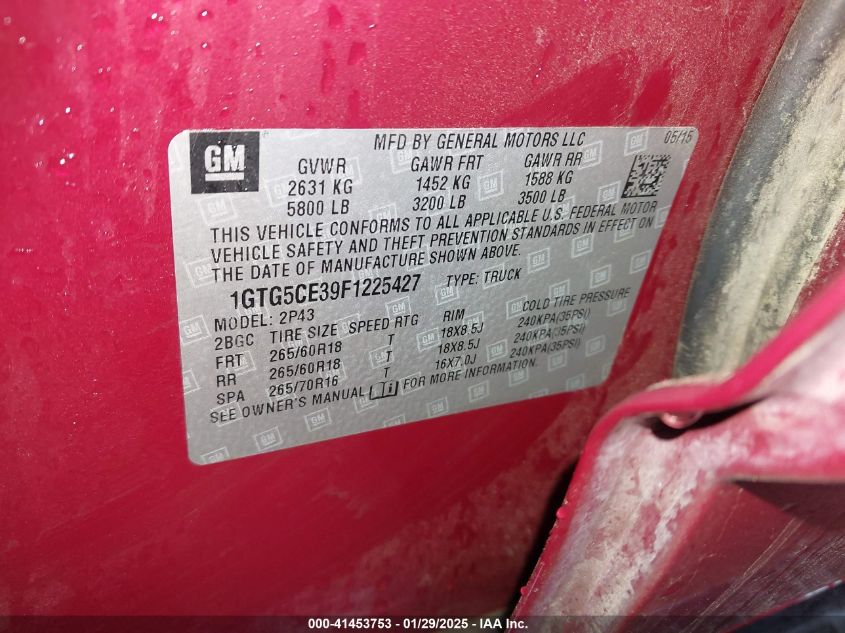 GM
MFD BY GENERAL MOTORS LLC 05/15
GVWR GAWR FRT GAWR RR
2631 KG 1452 KG 1588 KG
5800 LB 3200 LB 3500 LB
THIS VEHICLE CONFORMS TO ALL APPLICABLE U.S. FEDERAL MOTOR
VEHICLE SAFETY AND THEFT PREVENTION STANDARDS IN EFFECT ON
THE DATE OF MANUFACTURE SHOWN ABOVE.
1GTG5CE39F1225427 TYPE: TRUCK
MODEL: 2P43
2BGC TIRE SIZE SPEED RTG RIM COLD TIRE PRESSURE
FRT 265/60R18 T 18X8.5J 240KPA(35PSI)
RR 265/60R18 T 18X8.5J 240KPA(35PSI)
SPA 265/70R16 T 16X7.0J 240KPA(35PSI)
SEE OWNER'S MANUAL FOR MORE INFORMATION.
000-41453753 - 01/29/2025 - IAA Inc.